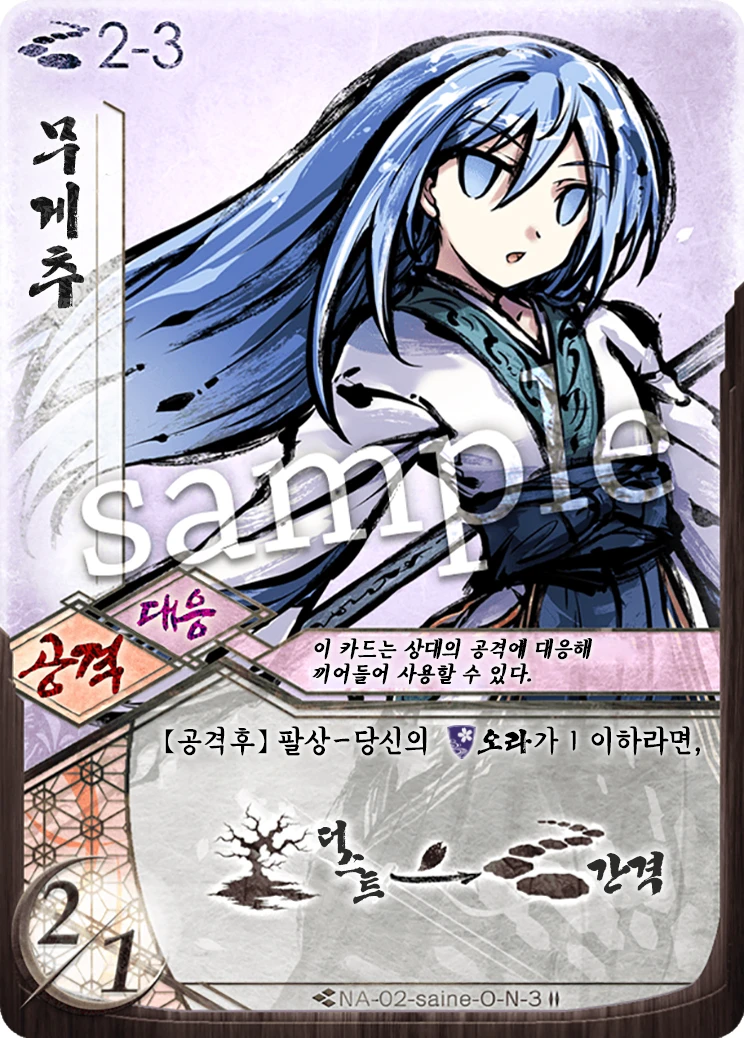 2-3
무게추
sample
대응
공격
이 카드는 상대의 공격에 대응해
끼어들어 사용할 수 있다.
【공격후】팔상-당신의 오라가 1 이하라면,
더스트
간격
2/1
NA-02-saine-O-N-3 II